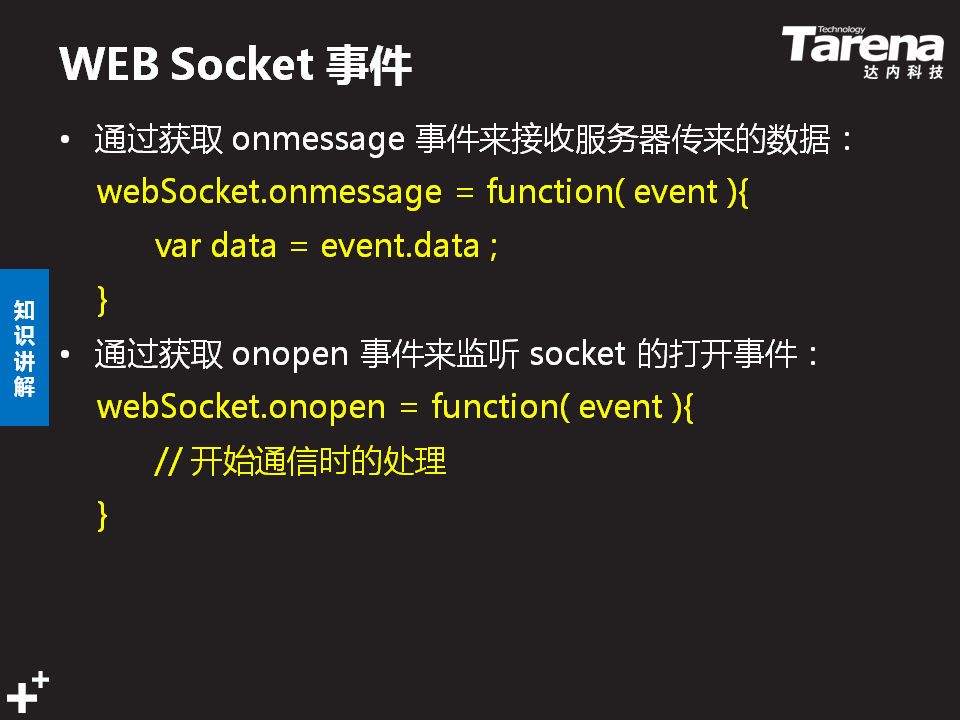 WEB Socket 事件
Technology
Tarena
达内科技
• 通过获取 onmessage 事件来接收服务器传来的数据：
webSocket.onmessage = function( event ){
var data = event.data ;
}
知识讲解
• 通过获取 onopen 事件来监听 socket 的打开事件：
webSocket.onopen = function( event ){
// 开始通信时的处理
}